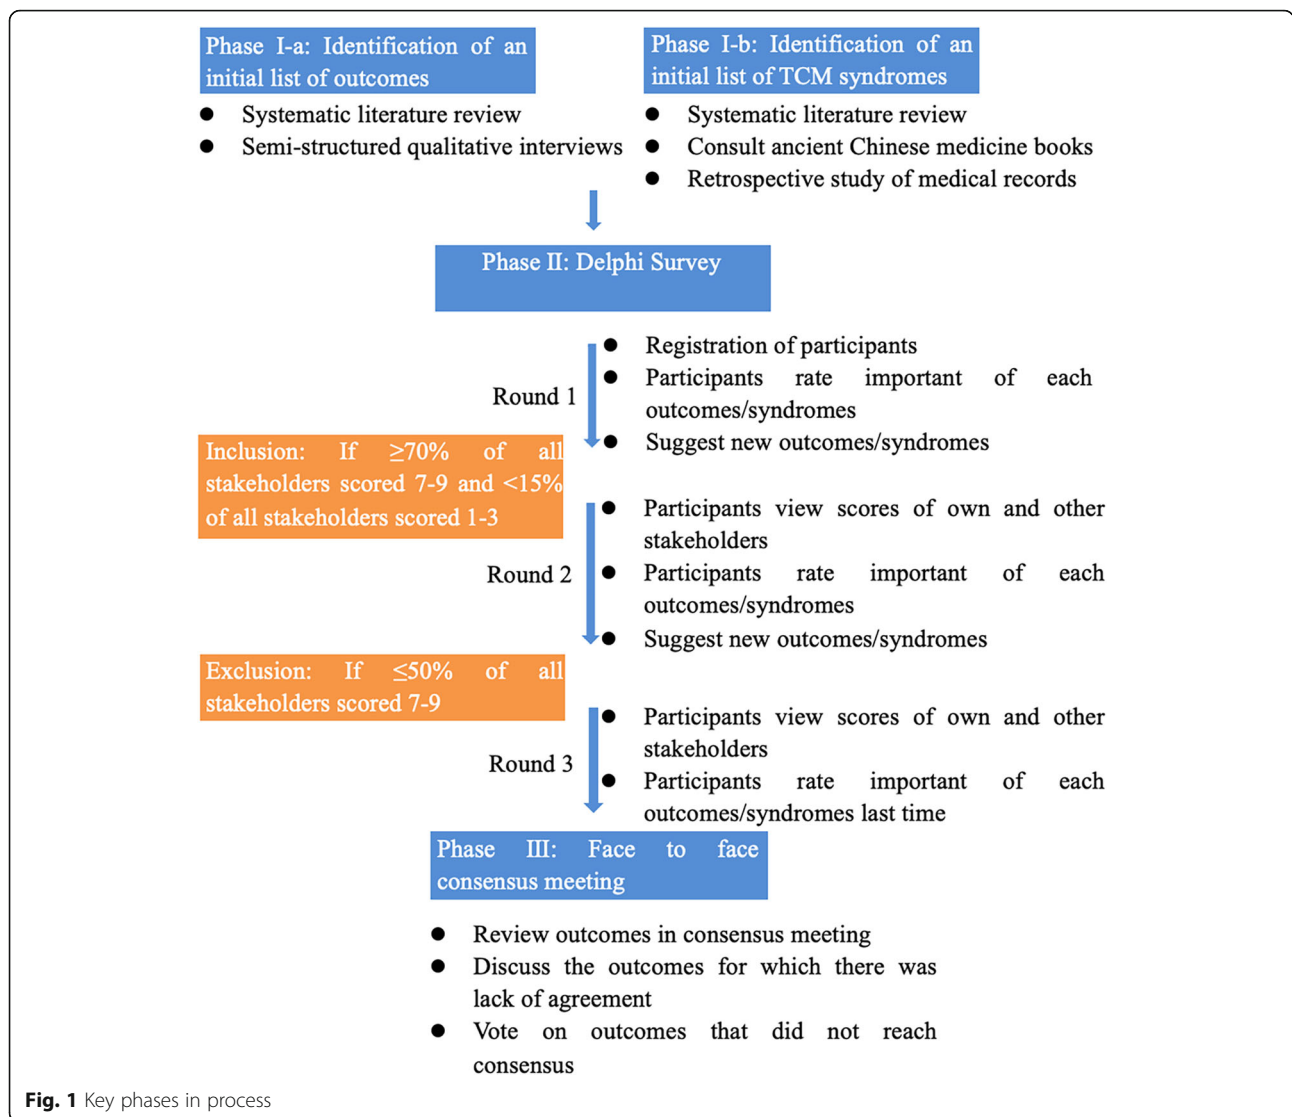 Phase I-a: Identification of an
initial list of outcomes
● Systematic literature review
● Semi-structured qualitative interviews
Phase I-b: Identification of an
initial list of TCM syndromes
● Systematic literature review
● Consult ancient Chinese medicine books
● Retrospective study of medical records
Phase II: Delphi Survey
Round 1
● Registration of participants
● Participants rate important of each
outcomes/syndromes
● Suggest new outcomes/syndromes
Inclusion: If ≥70% of all
stakeholders scored 7-9 and <15%
of all stakeholders scored 1-3
Round 2
● Participants view scores of own and other
stakeholders
● Participants rate important of each
outcomes/syndromes
● Suggest new outcomes/syndromes
Exclusion: If ≤50% of all
stakeholders scored 7-9
Round 3
● Participants view scores of own and other
stakeholders
● Participants rate important of each
outcomes/syndromes last time
Phase III: Face to face
consensus meeting
● Review outcomes in consensus meeting
● Discuss the outcomes for which there was
lack of agreement
● Vote on outcomes that did not reach
consensus
Fig. 1 Key phases in process